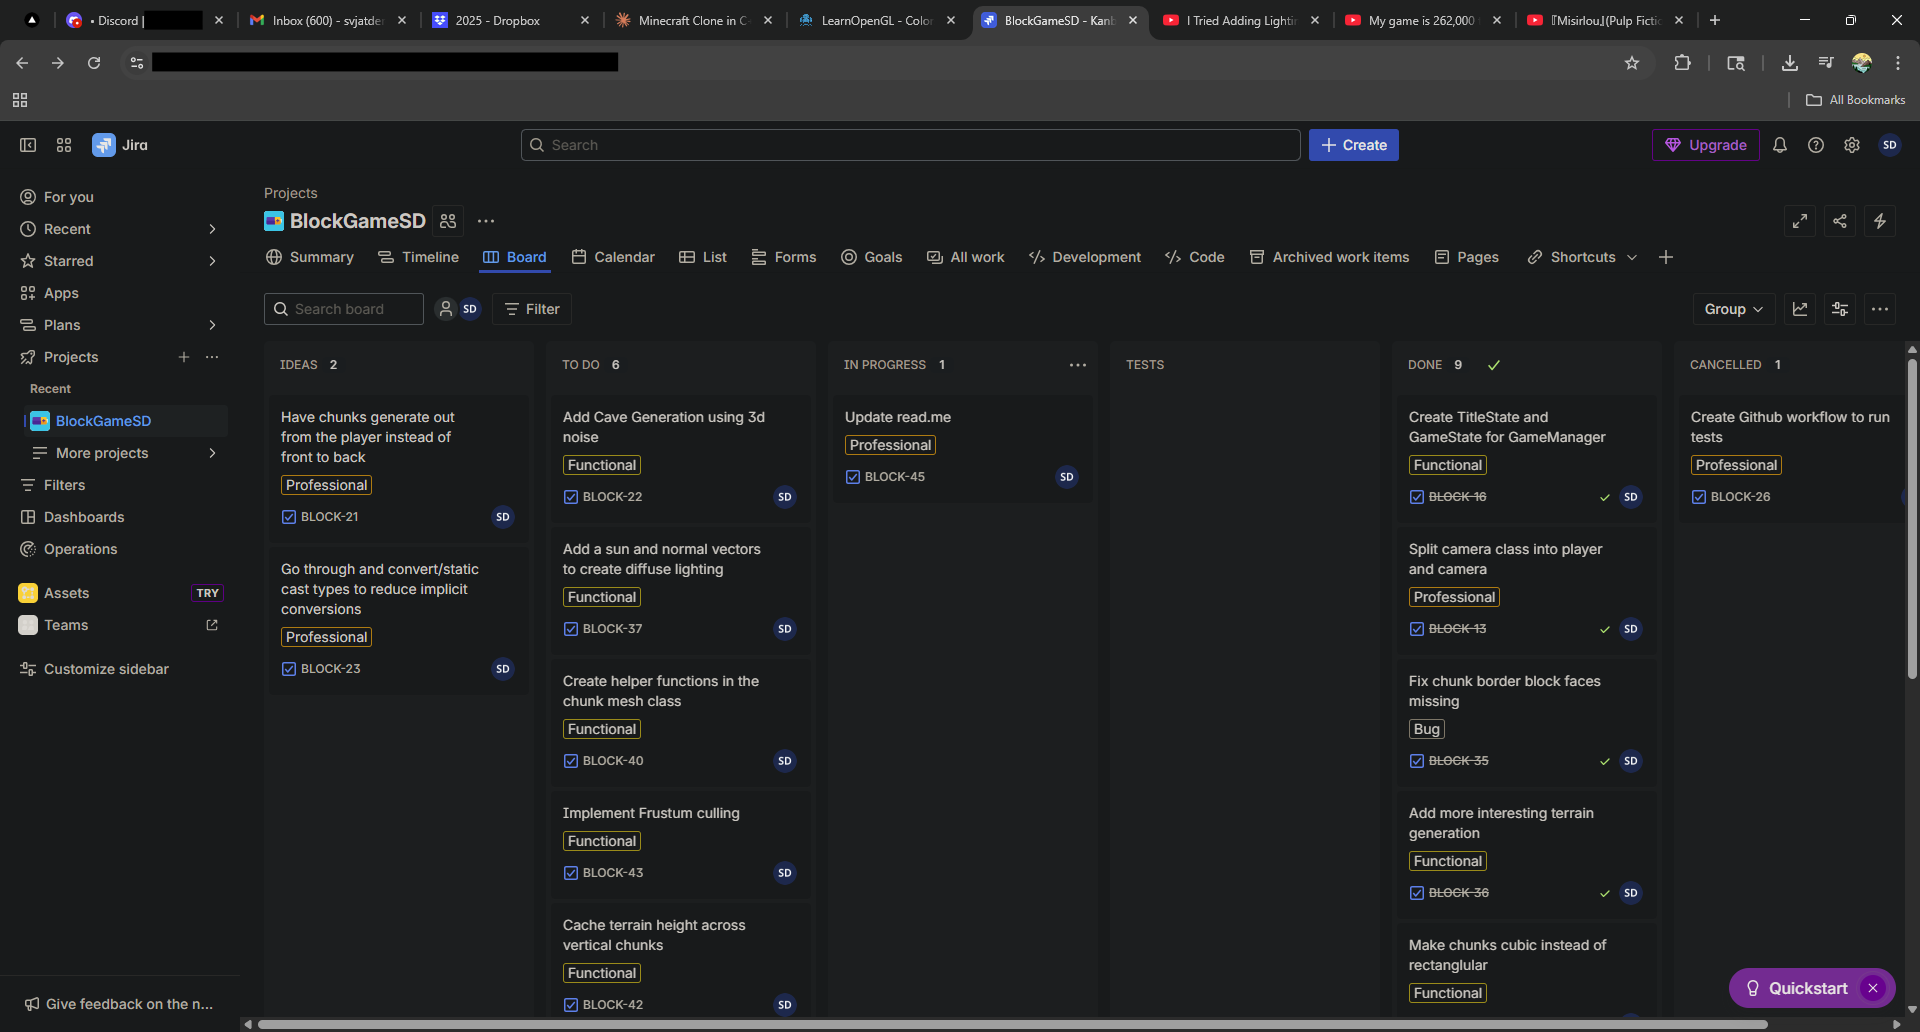 • Discord |
Inbox (600) - svjatder
2025 - Dropbox
Minecraft Clone in C-
LearnOpenGL - Color
BlockGameSD - Kanb
I Tried Adding Lightin
My game is 262,000
『Misirlou』(Pulp Fictic
All Bookmarks
Jira
Search
Create
Upgrade
SD
For you
Recent
Starred
Apps
Plans
Projects
Recent
BlockGameSD
More projects
Filters
Dashboards
Operations
Assets
TRY
Teams
Customize sidebar
Give feedback on the n...
Projects
BlockGameSD
Summary
Timeline
Board
Calendar
List
Forms
Goals
All work
Development
Code
Archived work items
Pages
Shortcuts
Search board
SD
Filter
Group
IDEAS 2
Have chunks generate out
from the player instead of
front to back
Professional
BLOCK-21
SD
Go through and convert/static
cast types to reduce implicit
conversions
Professional
BLOCK-23
SD
TO DO 6
Add Cave Generation using 3d
noise
Functional
BLOCK-22
SD
Add a sun and normal vectors
to create diffuse lighting
Functional
BLOCK-37
SD
Create helper functions in the
chunk mesh class
Functional
BLOCK-40
SD
Implement Frustum culling
Functional
BLOCK-43
SD
Cache terrain height across
vertical chunks
Functional
BLOCK-42
SD
IN PROGRESS 1
Update read.me
Professional
BLOCK-45
SD
TESTS
DONE 9
Create TitleState and
GameState for GameManager
Functional
BLOCK-16
SD
Split camera class into player
and camera
Professional
BLOCK-13
SD
Fix chunk border block faces
missing
Bug
BLOCK-35
SD
Add more interesting terrain
generation
Functional
BLOCK-36
SD
Make chunks cubic instead of
rectanglular
Functional
CANCELLED 1
Create Github workflow to run
tests
Professional
BLOCK-26
Quickstart